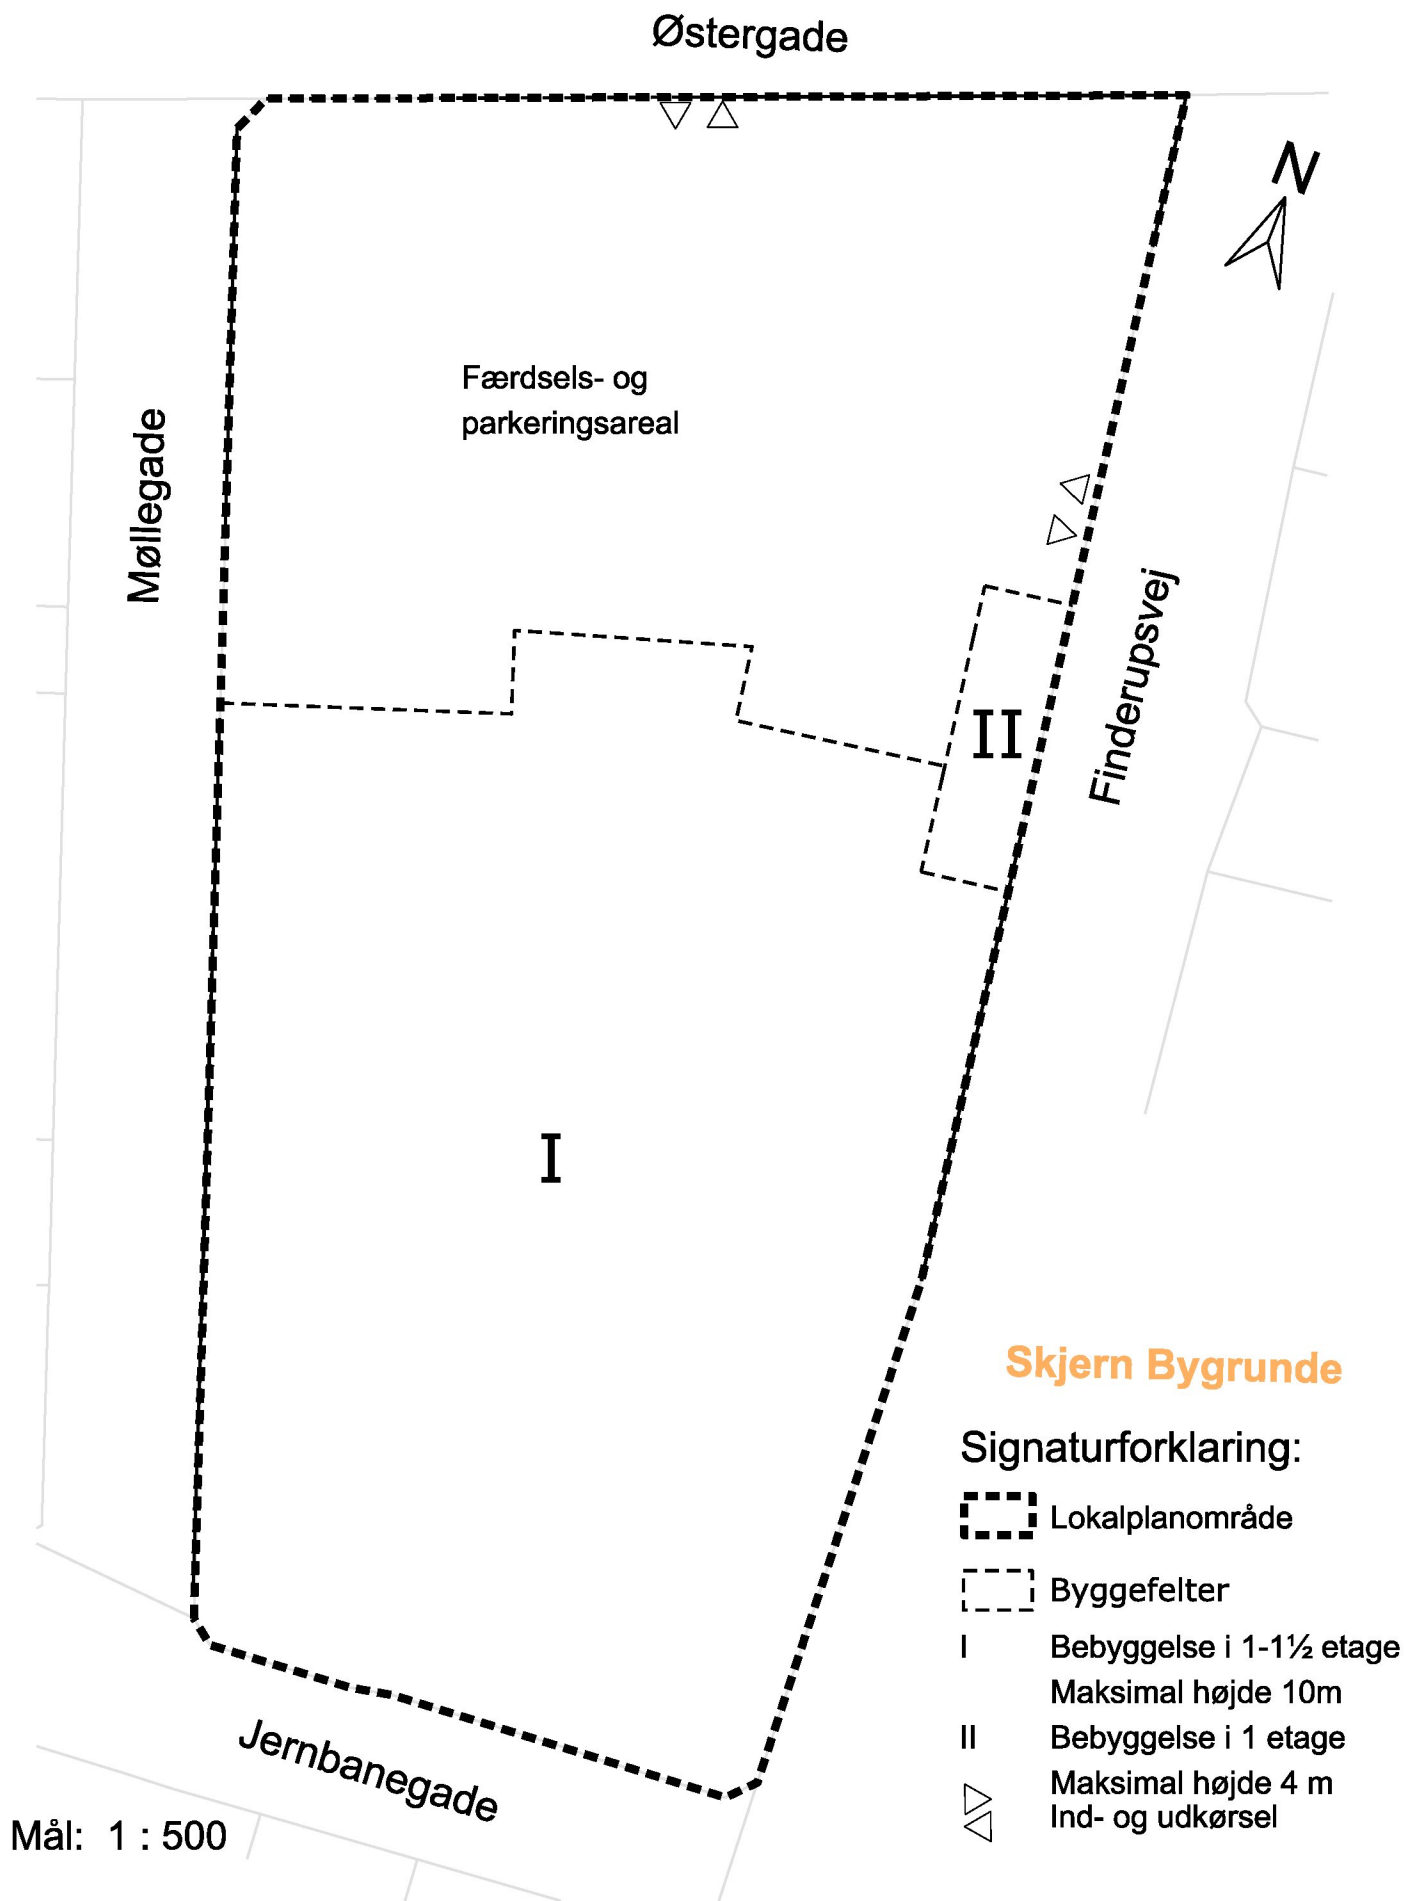 Østergade
N
Færdsels- og
parkeringsareal
Møllegade
Finderupsvej
II
I
Skjern Bygrunde
Signaturforklaring:
Lokalplanområde
Byggefelter
I Bebyggelse i 1-1½ etage
Maksimal højde 10m
II Bebyggelse i 1 etage
Maksimal højde 4 m
Ind- og udkørsel
Jernbanegade
Mål: 1 : 500